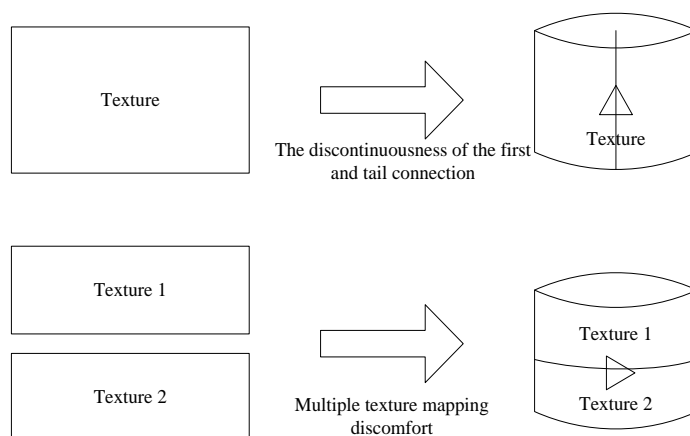 Texture
The discontinuousness of the first
and tail connection
Texture
Texture 1
Texture 2
Multiple texture mapping
discomfort
Texture 1
Texture 2